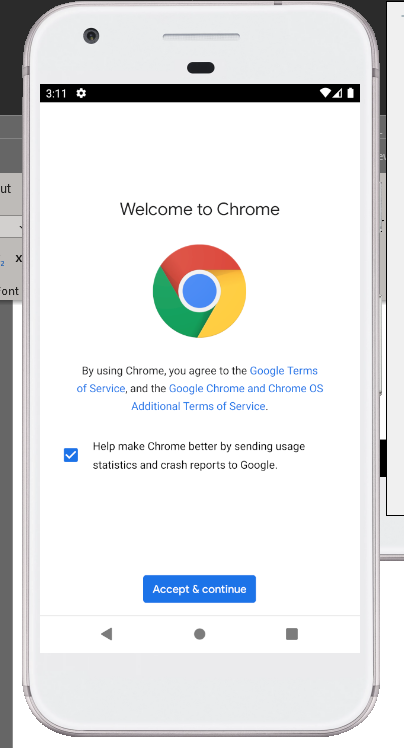 3:11
Welcome to Chrome
By using Chrome, you agree to the Google Terms
of Service, and the Google Chrome and Chrome OS
Additional Terms of Service.
Help make Chrome better by sending usage
statistics and crash reports to Google.
Accept & continue